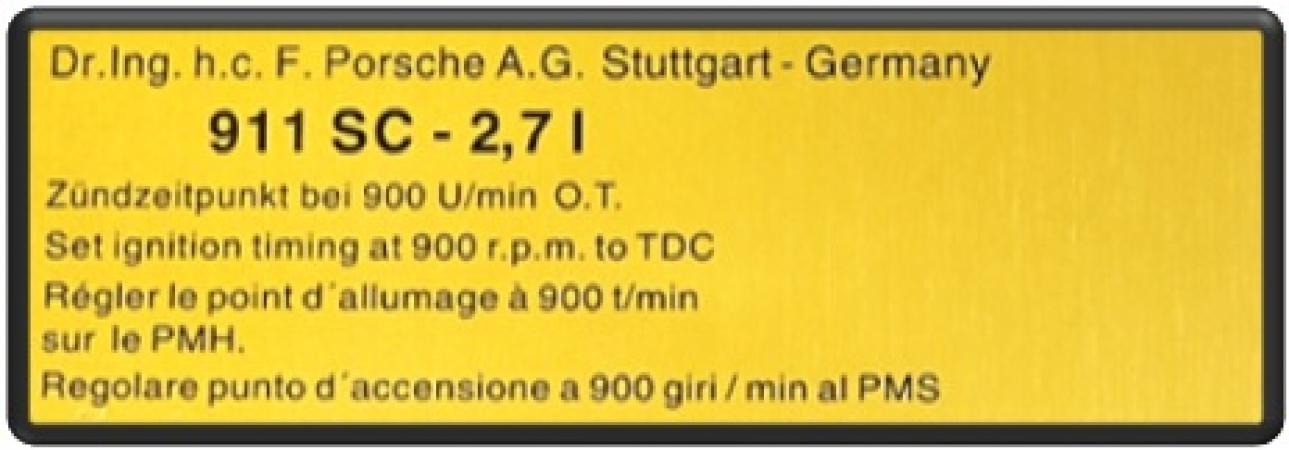 Dr.Ing. h.c. F. Porsche A.G. Stuttgart - Germany
911 SC - 2,7 l
Zündzeitpunkt bei 900 U/min O.T.
Set ignition timing at 900 r.p.m. to TDC
Régler le point d´allumage à 900 t/min
sur le PMH.
Regolare punto d´accensione a 900 giri / min al PMS